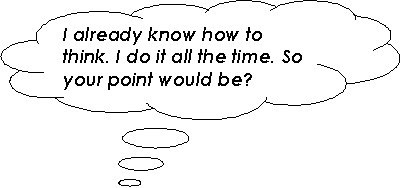 I already know how to
think. I do it all the time. So
your point would be?